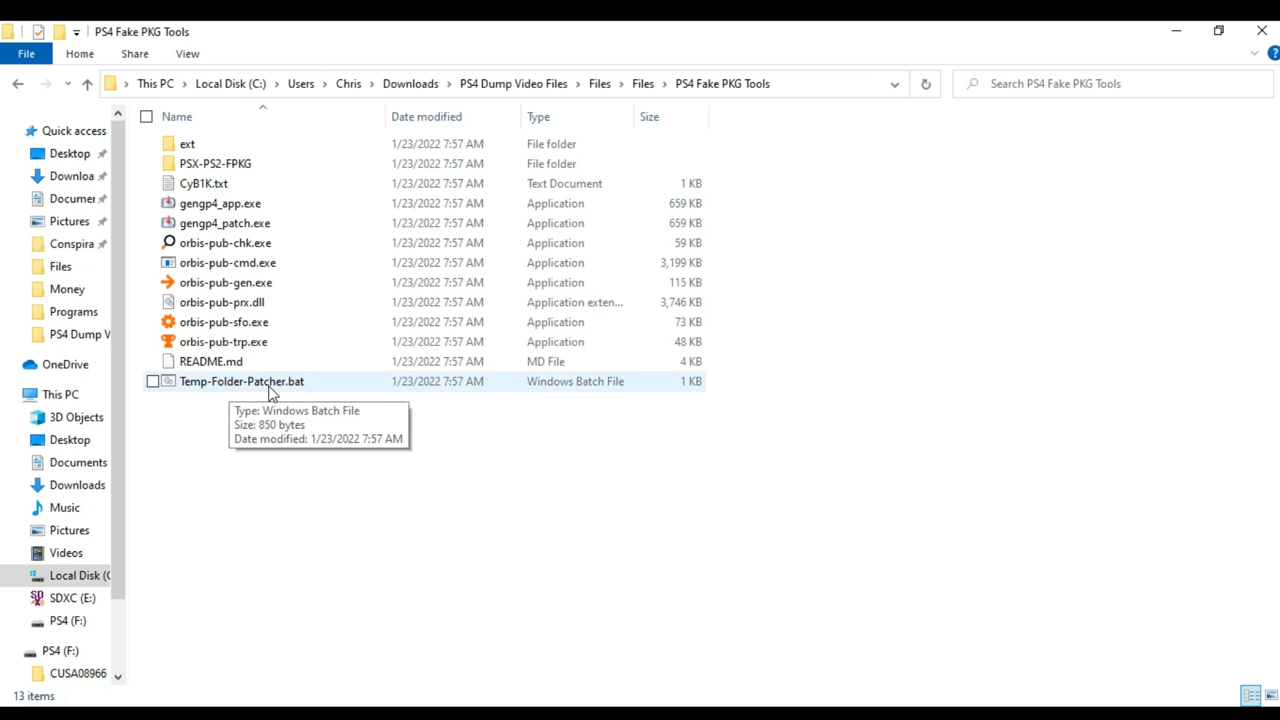 PS4 Fake PKG Tools
File Home Share View
This PC Local Disk (C:) Users Chris Downloads PS4 Dump Video Files Files Files PS4 Fake PKG Tools Search PS4 Fake PKG Tools
Name Date modified Type Size
ext 1/23/2022 7:57 AM File folder
PSX-PS2-FPKG 1/23/2022 7:57 AM File folder
CyB1K.txt 1/23/2022 7:57 AM Text Document 1 KB
gengp4_app.exe 1/23/2022 7:57 AM Application 659 KB
gengp4_patch.exe 1/23/2022 7:57 AM Application 659 KB
orbis-pub-chk.exe 1/23/2022 7:57 AM Application 59 KB
orbis-pub-cmd.exe 1/23/2022 7:57 AM Application 3,199 KB
orbis-pub-gen.exe 1/23/2022 7:57 AM Application 115 KB
orbis-pub-prx.dll 1/23/2022 7:57 AM Application exten... 3,746 KB
orbis-pub-sfo.exe 1/23/2022 7:57 AM Application 73 KB
orbis-pub-trp.exe 1/23/2022 7:57 AM Application 48 KB
README.md 1/23/2022 7:57 AM MD File 4 KB
Temp-Folder-Patcher.bat 1/23/2022 7:57 AM Windows Batch File 1 KB
Type: Windows Batch File
Size: 850 bytes
Date modified: 1/23/2022 7:57 AM
Quick access
Desktop
Downloa
Documer
Pictures
Conspira
Files
Money
Programs
PS4 Dump V
OneDrive
This PC
3D Objects
Desktop
Documents
Downloads
Music
Pictures
Videos
Local Disk (C
SDXC (E:)
PS4 (F:)
PS4 (F:)
CUSA08966
13 items